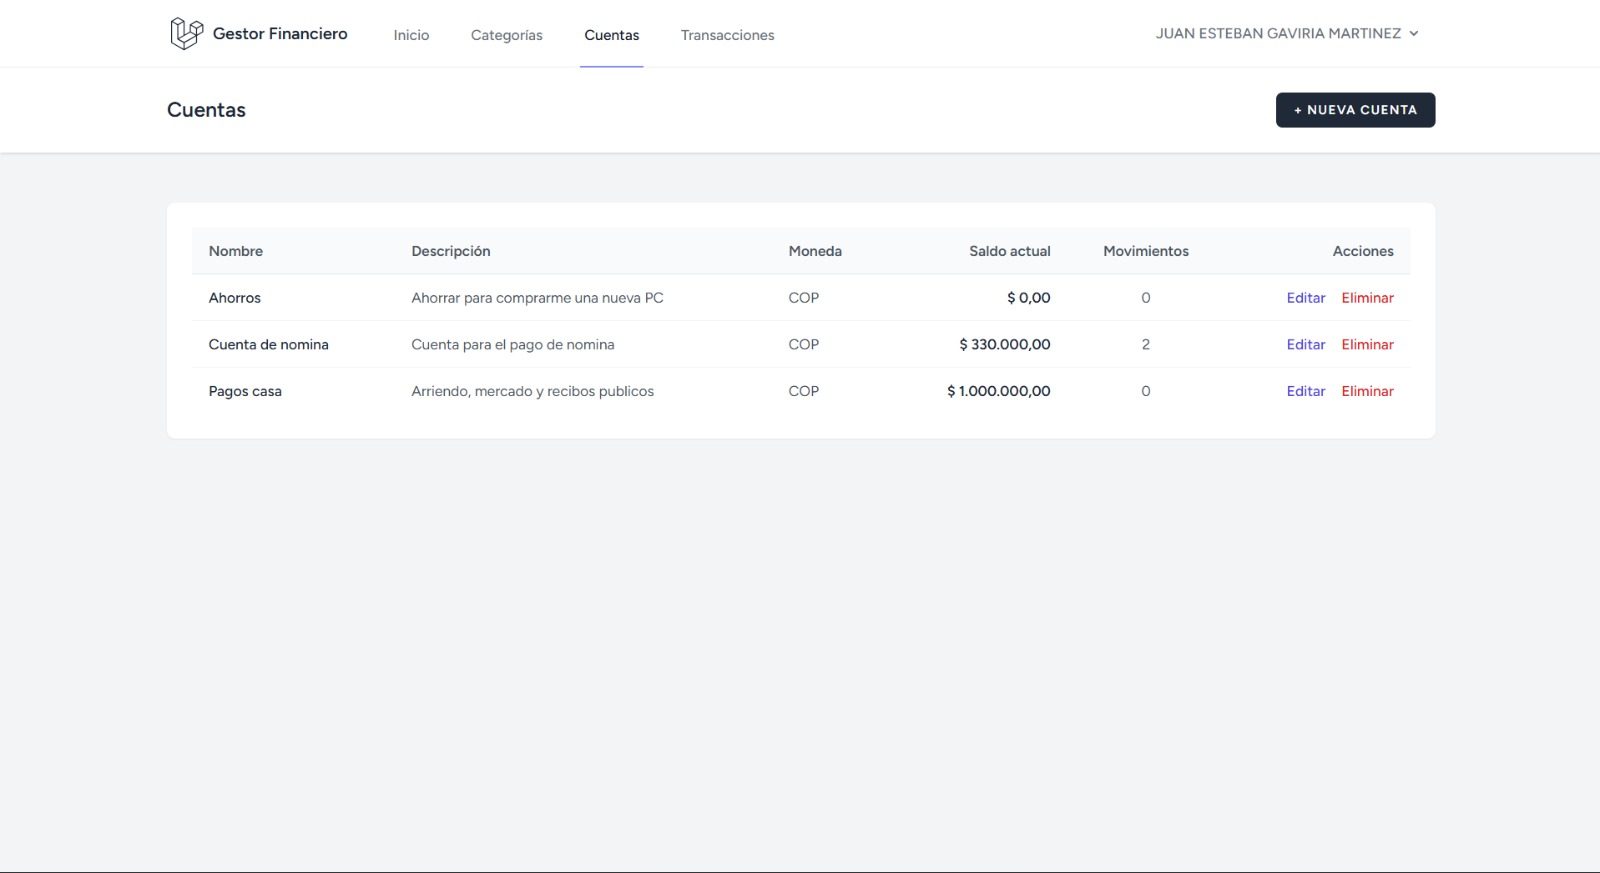 Gestor Financiero Inicio Categorías Cuentas Transacciones JUAN ESTEBAN GAVIRIA MARTINEZ
Cuentas + NUEVA CUENTA
Nombre Descripción Moneda Saldo actual Movimientos Acciones
Ahorros Ahorrar para comprarme una nueva PC COP $ 0,00 0 Editar Eliminar
Cuenta de nomina Cuenta para el pago de nomina COP $ 330.000,00 2 Editar Eliminar
Pagos casa Arriendo, mercado y recibos publicos COP $ 1.000.000,00 0 Editar Eliminar